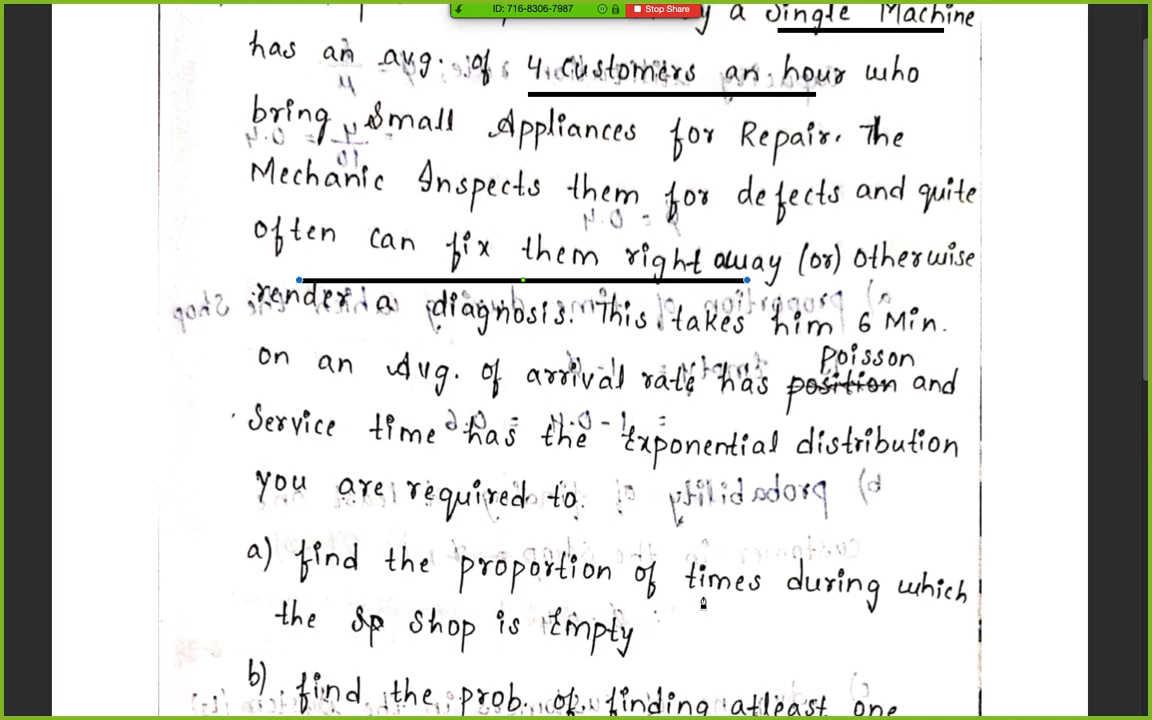 ID: 716-8306-7987 Stop Share
y a Single Machine
has an avg. of 4 customers an hour who
bring Small Appliances for Repair. The
Mechanic Inspects them for defects and quite
often can fix them right away (or) otherwise
render a diagnosis. This takes him 6 Min.
Poisson
on an Avg. of arrival rate has position and
Service time has the Exponential distribution
you are required to.
a) find the proportion of times during which
the Sp Shop is Empty
b) find the prob. of finding atleast one